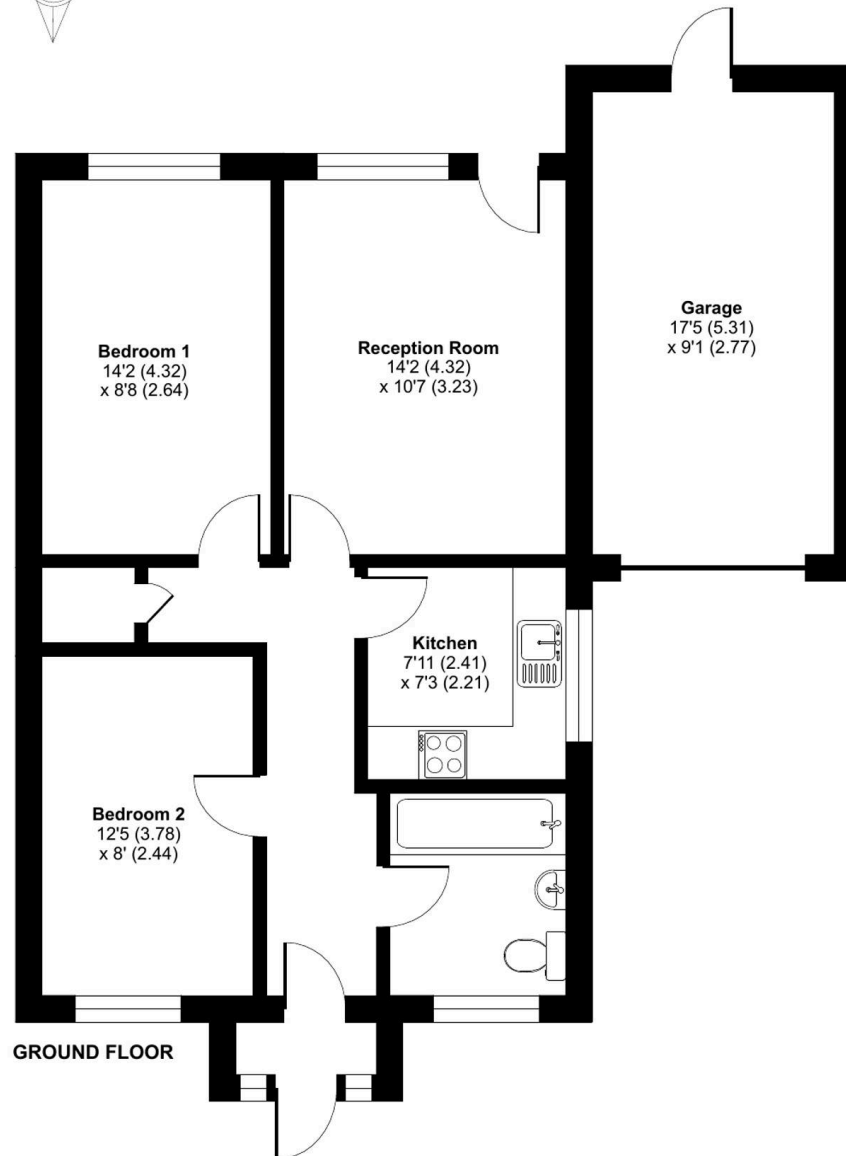 Bedroom 1
14'2 (4.32)
x 8'8 (2.64)
Reception Room
14'2 (4.32)
x 10'7 (3.23)
Garage
17'5 (5.31)
x 9'1 (2.77)
Kitchen
7'11 (2.41)
x 7'3 (2.21)
Bedroom 2
12'5 (3.78)
x 8' (2.44)
GROUND FLOOR